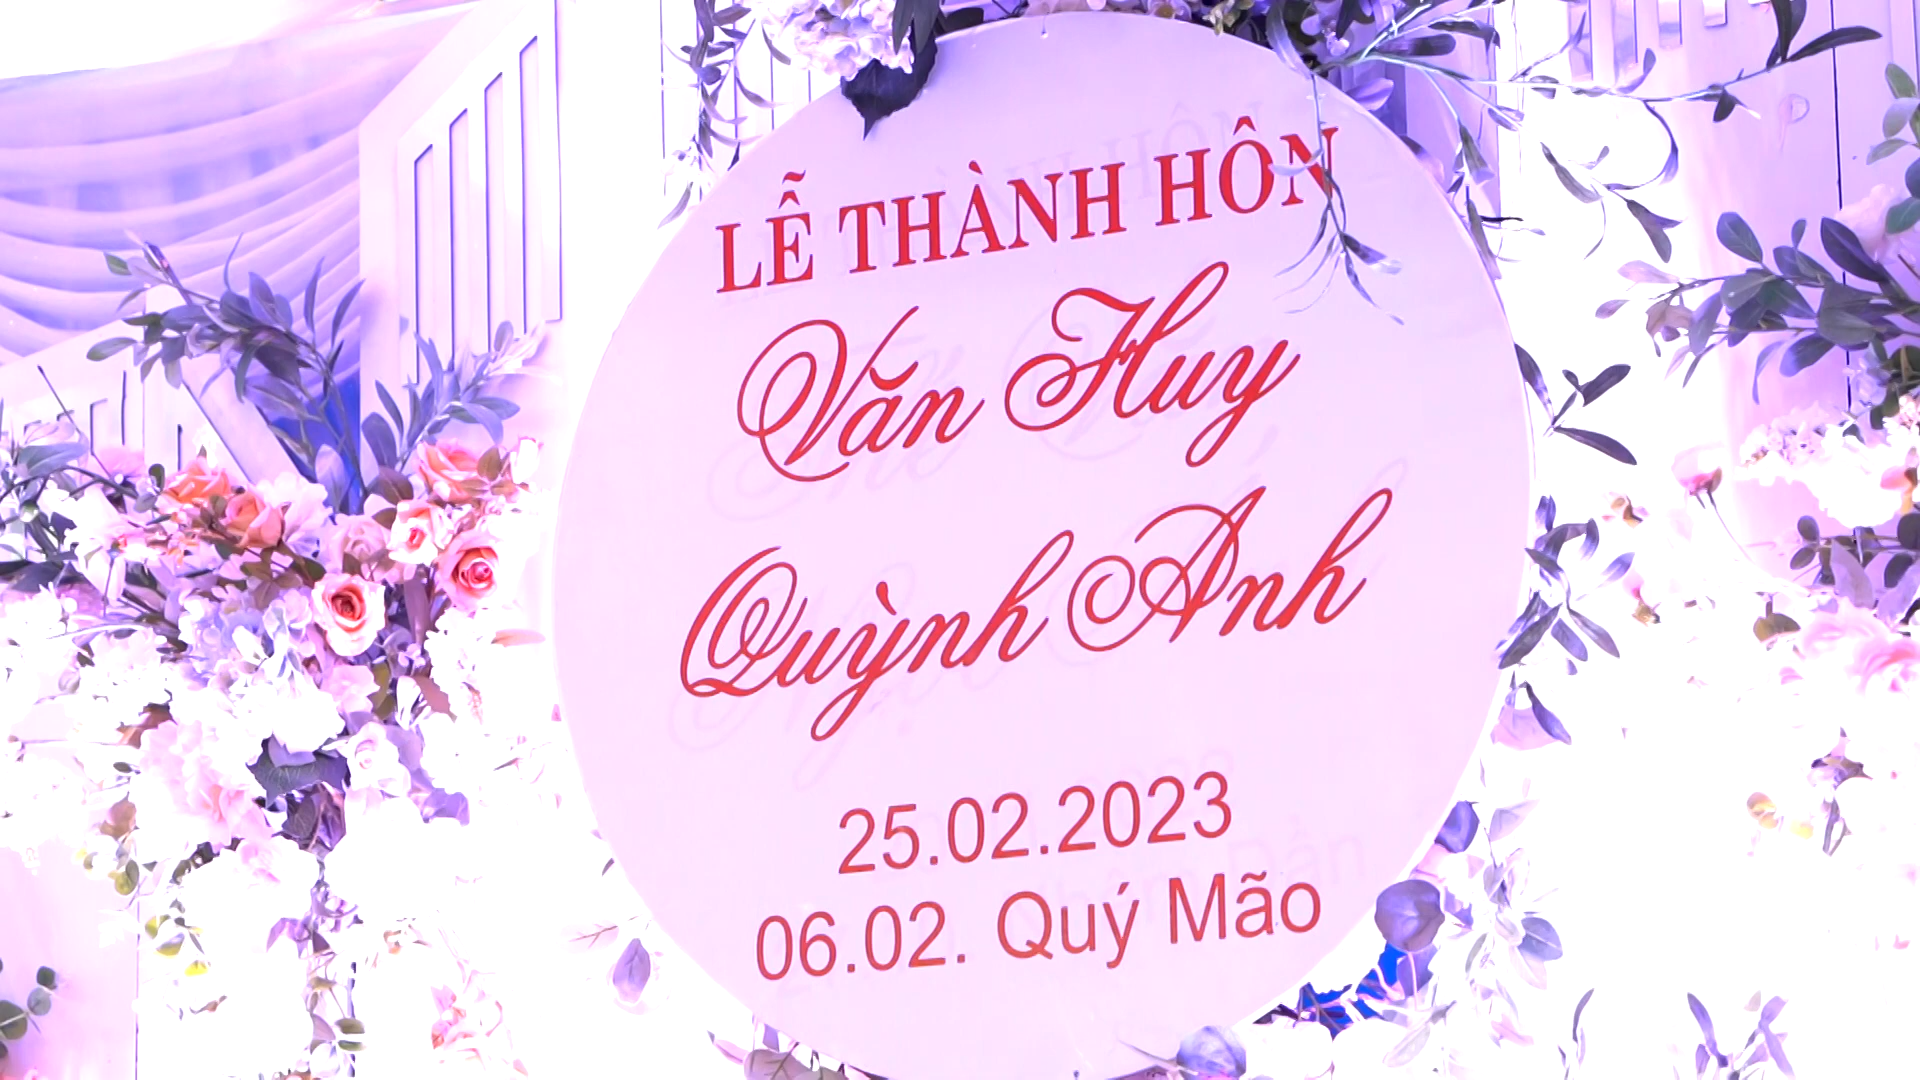 LỄ THÀNH HÔN
Văn Huy
Quỳnh Anh
25.02.2023
06.02. Quý Mão